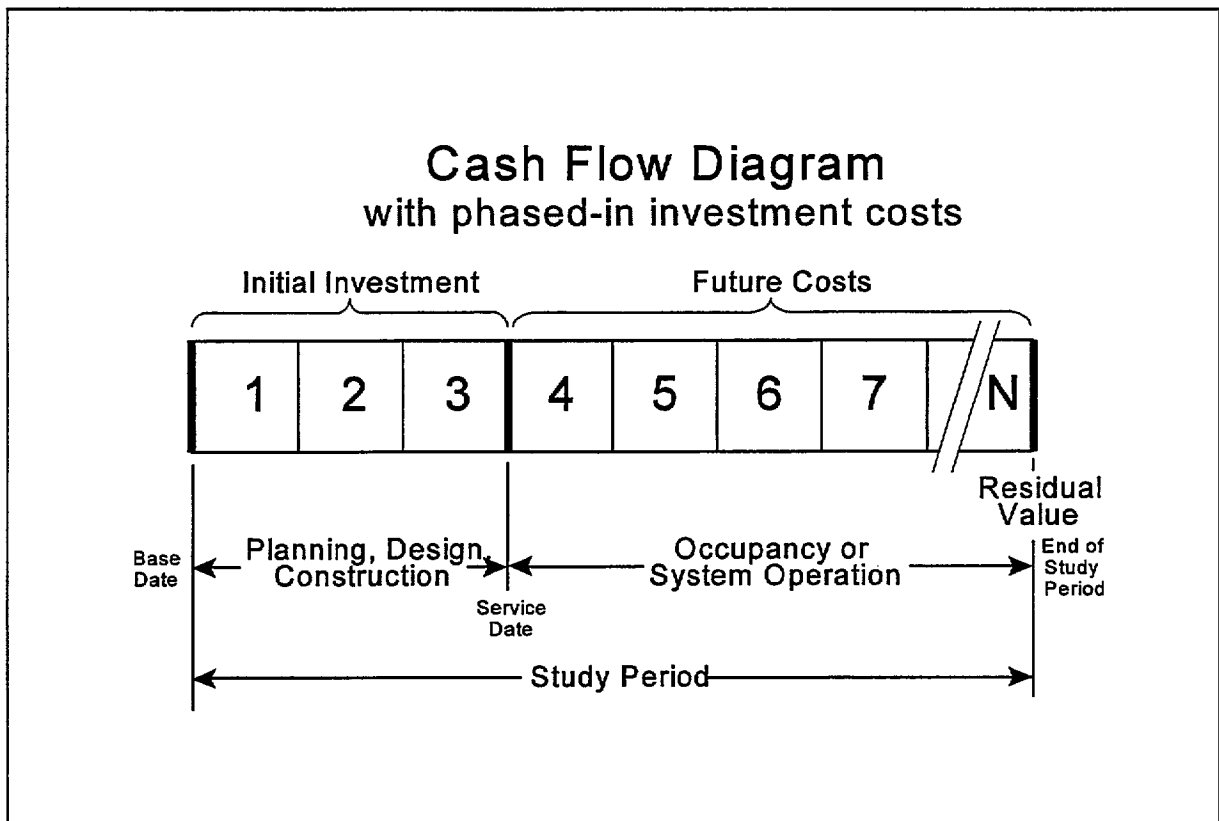 Cash Flow Diagram
with phased-in investment costs
Initial Investment
Future Costs
1 2 3 4 5 6 7 N
Residual
Value
Base
Date
Planning, Design,
Construction
Service
Date
Occupancy or
System Operation
End of
Study
Period
Study Period